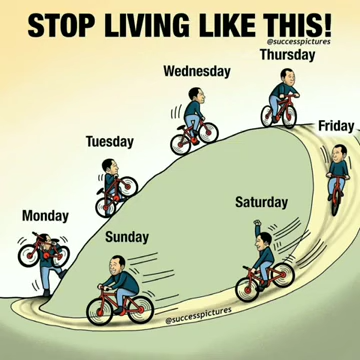 STOP LIVING LIKE THIS!
@successpictures
Thursday
Wednesday
Friday
Tuesday
Saturday
Monday
Sunday
@successpictures